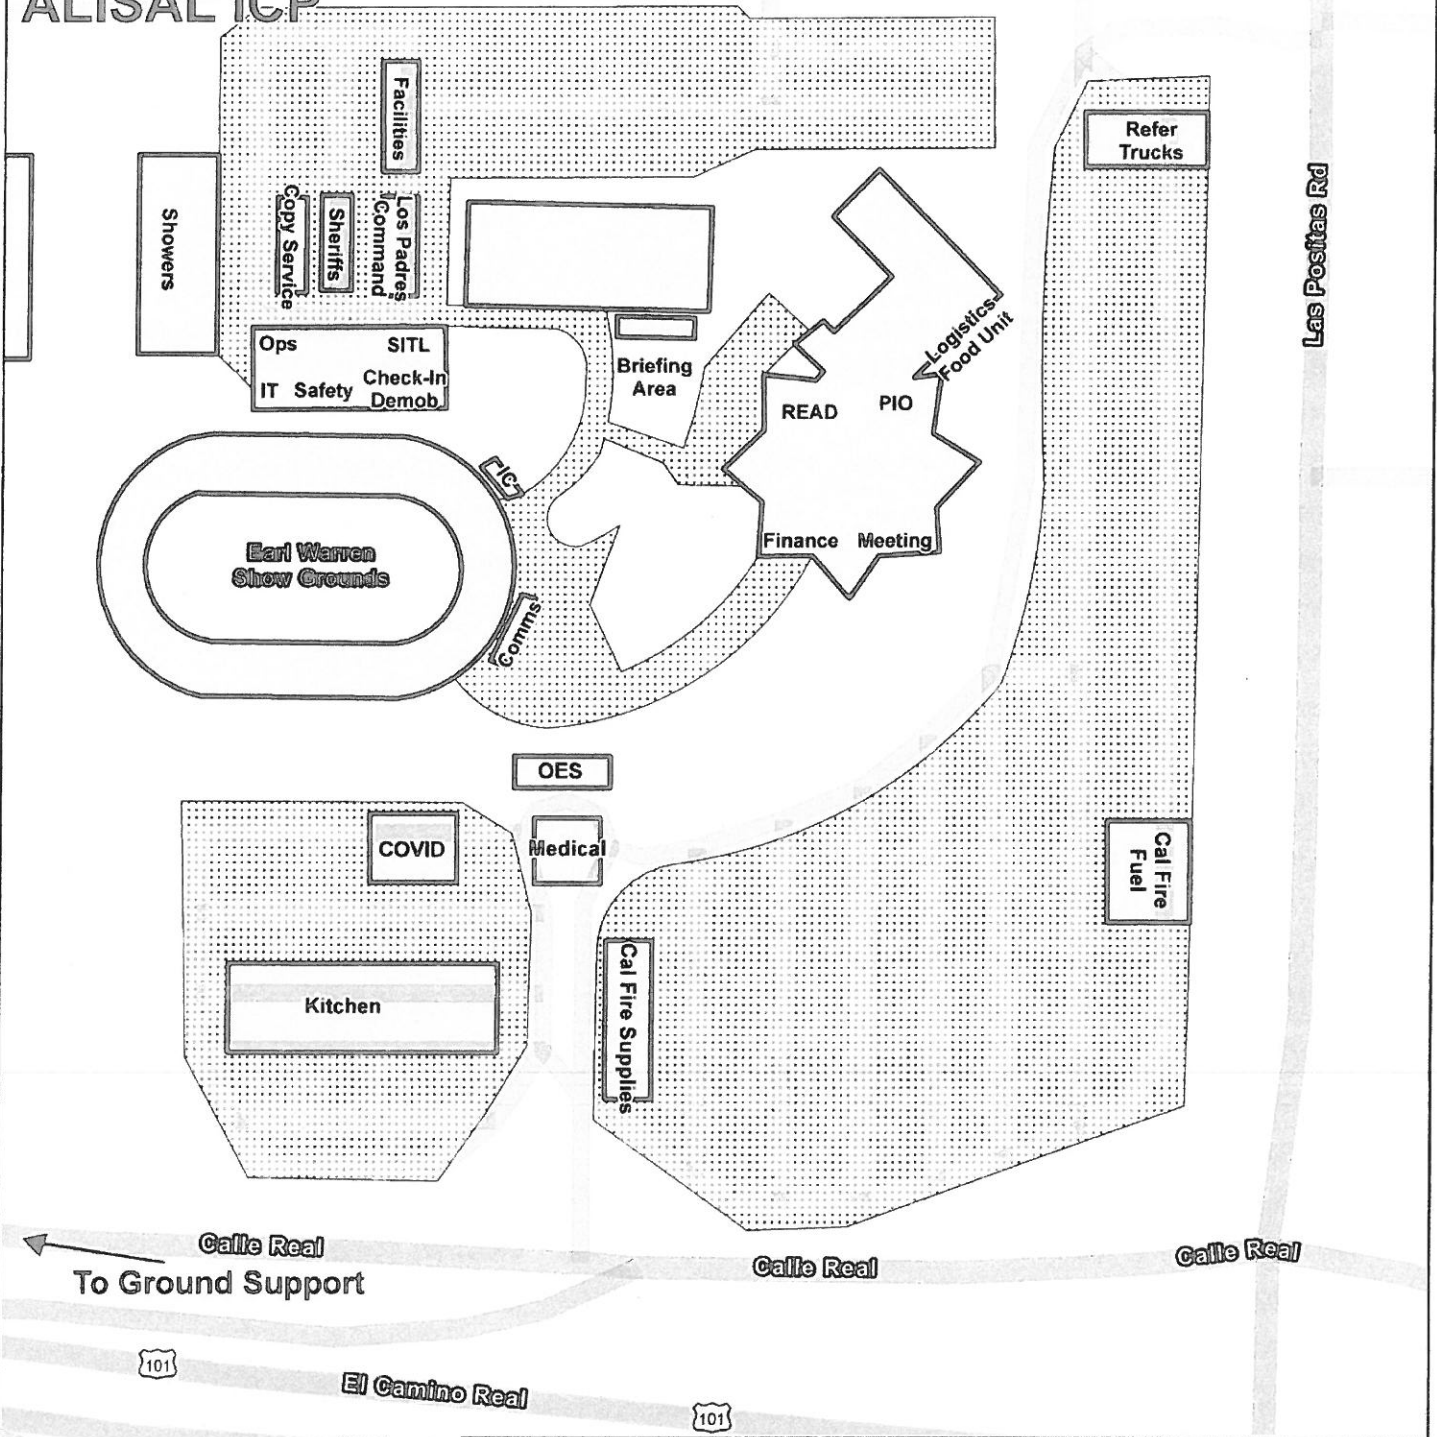 ALISAL ICP
Facilities
Refer
Trucks
Las Positas Rd
Showers
Copy Service
Sheriffs
Los Padres
Command
Ops
SITL
IT
Safety
Check-In
Demob
Briefing
Area
Logistics
Food Unit
READ
PIO
IC
Earl Warren
Show Grounds
Finance
Meeting
Comms
OES
COVID
Medical
Cal Fire
Fuel
Kitchen
Cal Fire Supplies
Calle Real
Calle Real
Calle Real
To Ground Support
101
El Camino Real
101